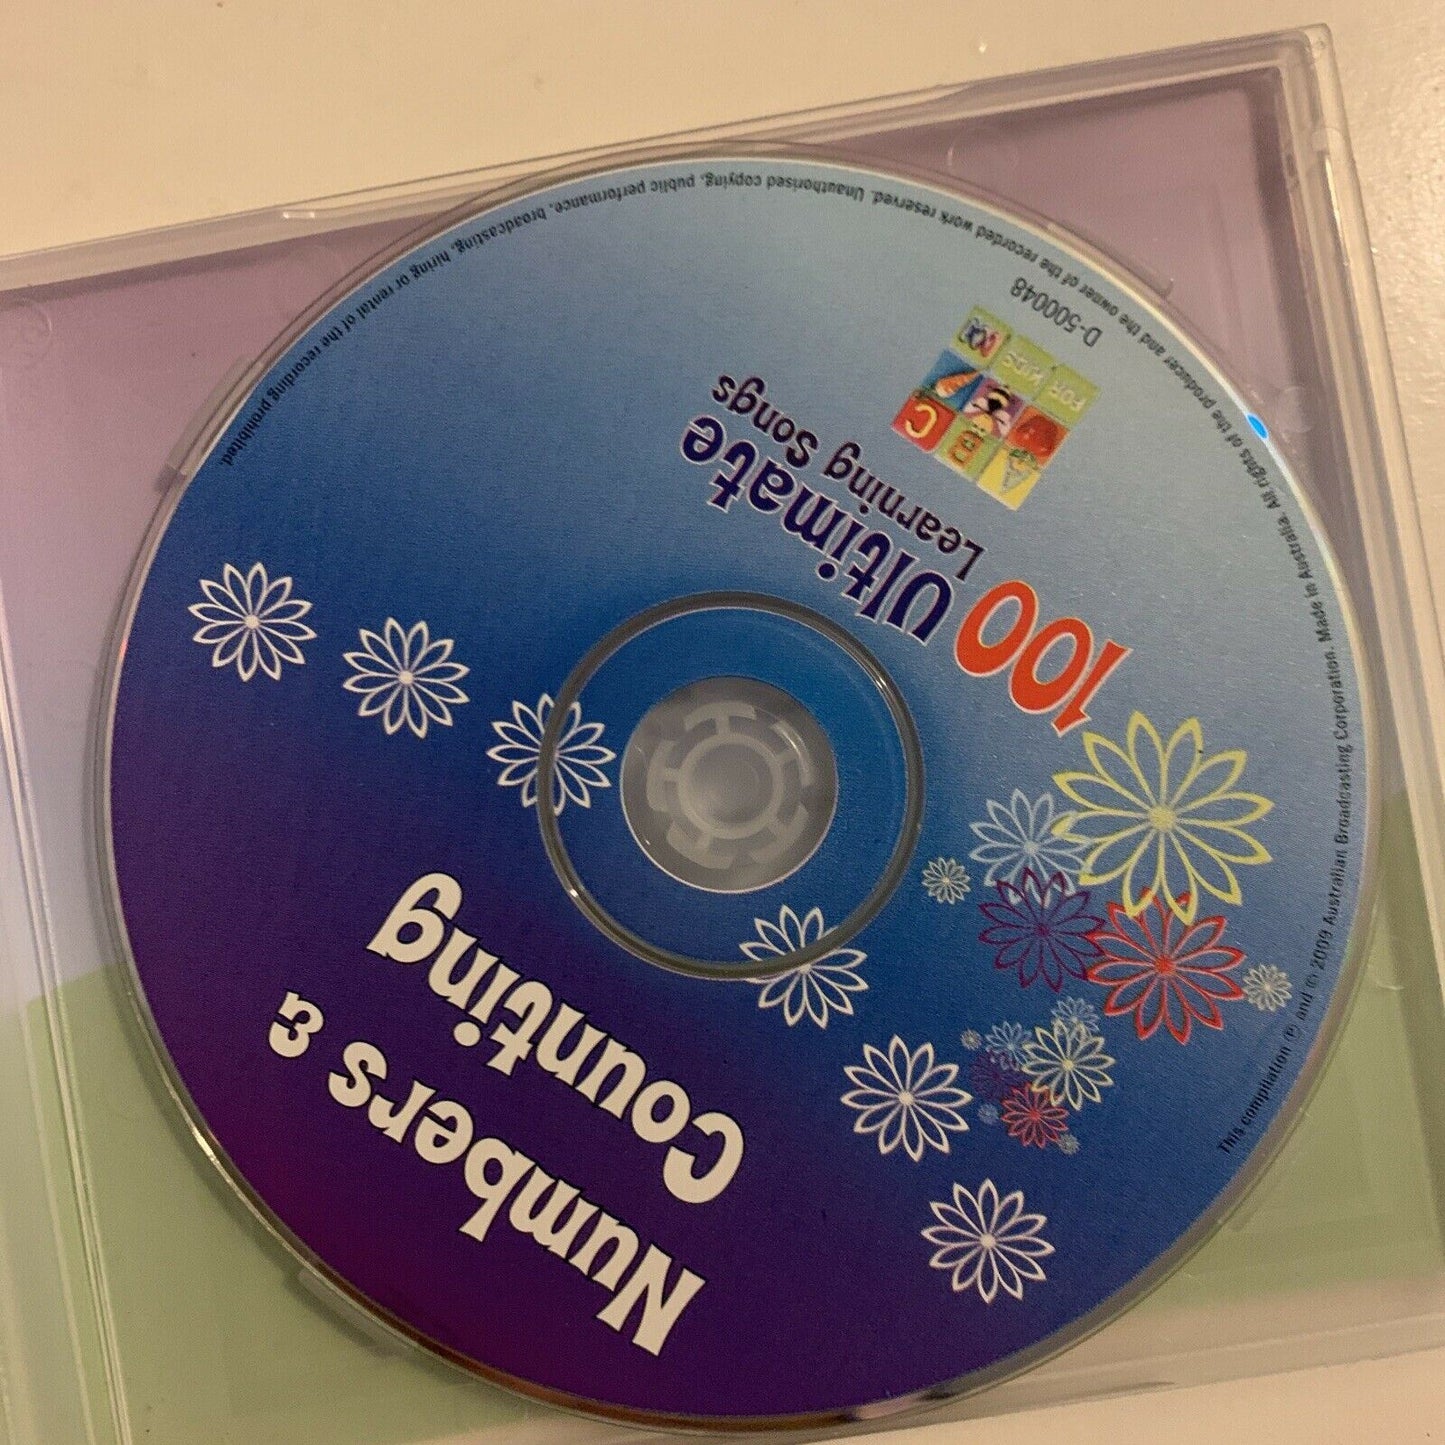 100 Ultimate
Learning Songs
ABC
FOR KIDS
D-500048
Numbers &
Counting
This compilation ℗ and © 2009 Australian Broadcasting Corporation. Made in Australia. All rights of the producer and the owner of the recorded work reserved. Unauthorised copying, public performance, broadcasting, hiring or rental of the recording prohibited.